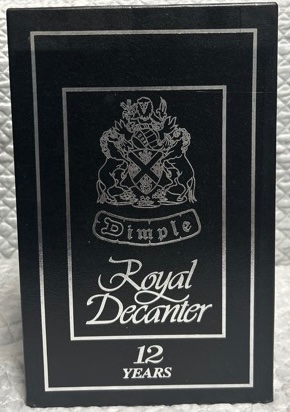 Dimple
Royal
Decanter
12
YEARS